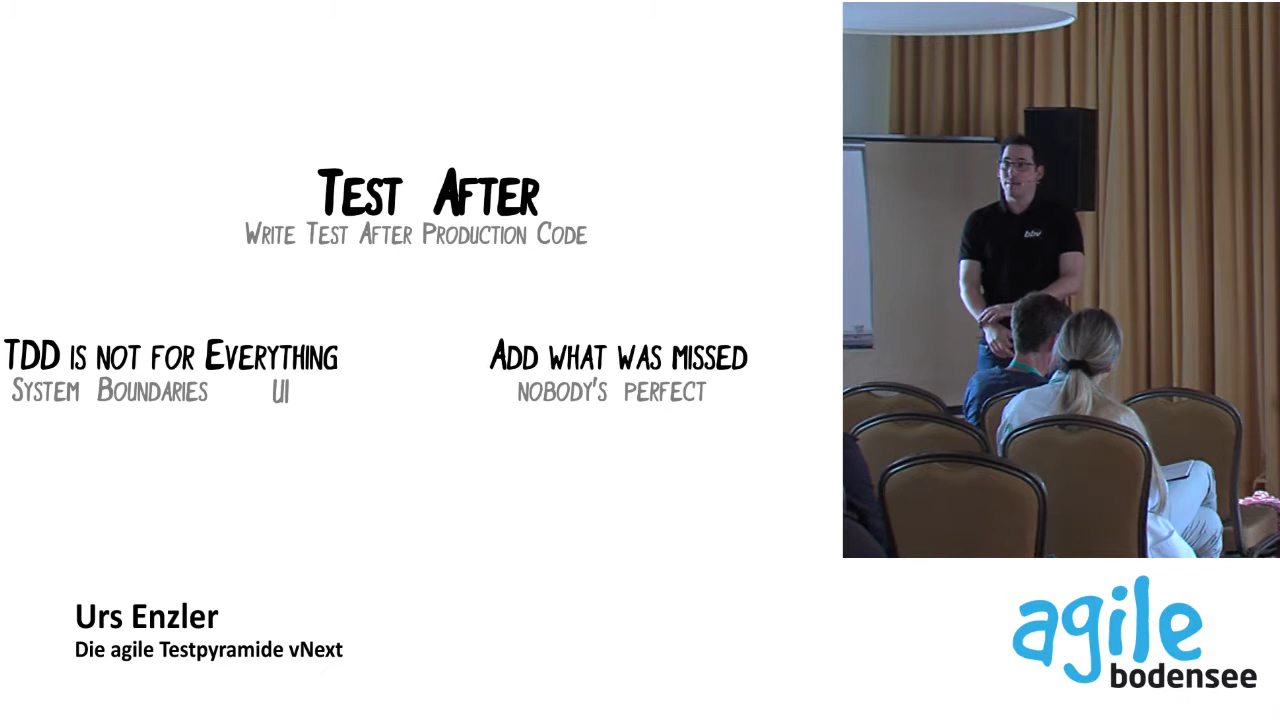 TEST AFTER
WRITE TEST AFTER PRODUCTION CODE
TDD IS NOT FOR EVERYTHING
SYSTEM BOUNDARIES UI
ADD WHAT WAS MISSED
NOBODY'S PERFECT
Urs Enzler
Die agile Testpyramide vNext
agile
bodensee